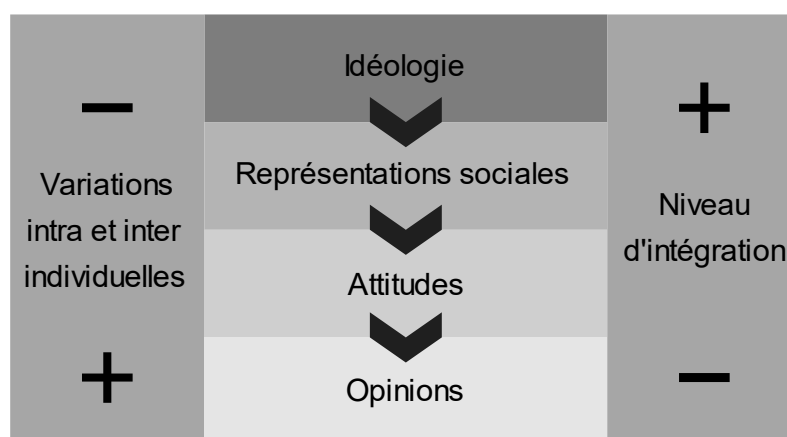 −
Variations
intra et inter
individuelles
+
Idéologie
Représentations sociales
Attitudes
Opinions
+
Niveau
d'intégration
−